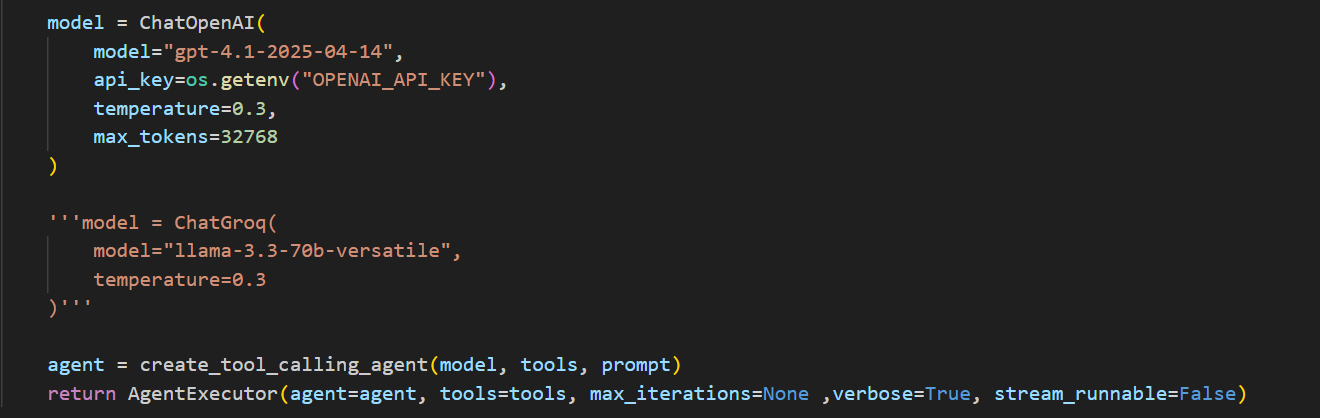 model = ChatOpenAI(
    model="gpt-4.1-2025-04-14",
    api_key=os.getenv("OPENAI_API_KEY"),
    temperature=0.3,
    max_tokens=32768
)
'''model = ChatGroq(
    model="llama-3.3-70b-versatile",
    temperature=0.3
)'''
agent = create_tool_calling_agent(model, tools, prompt)
return AgentExecutor(agent=agent, tools=tools, max_iterations=None ,verbose=True, stream_runnable=False)